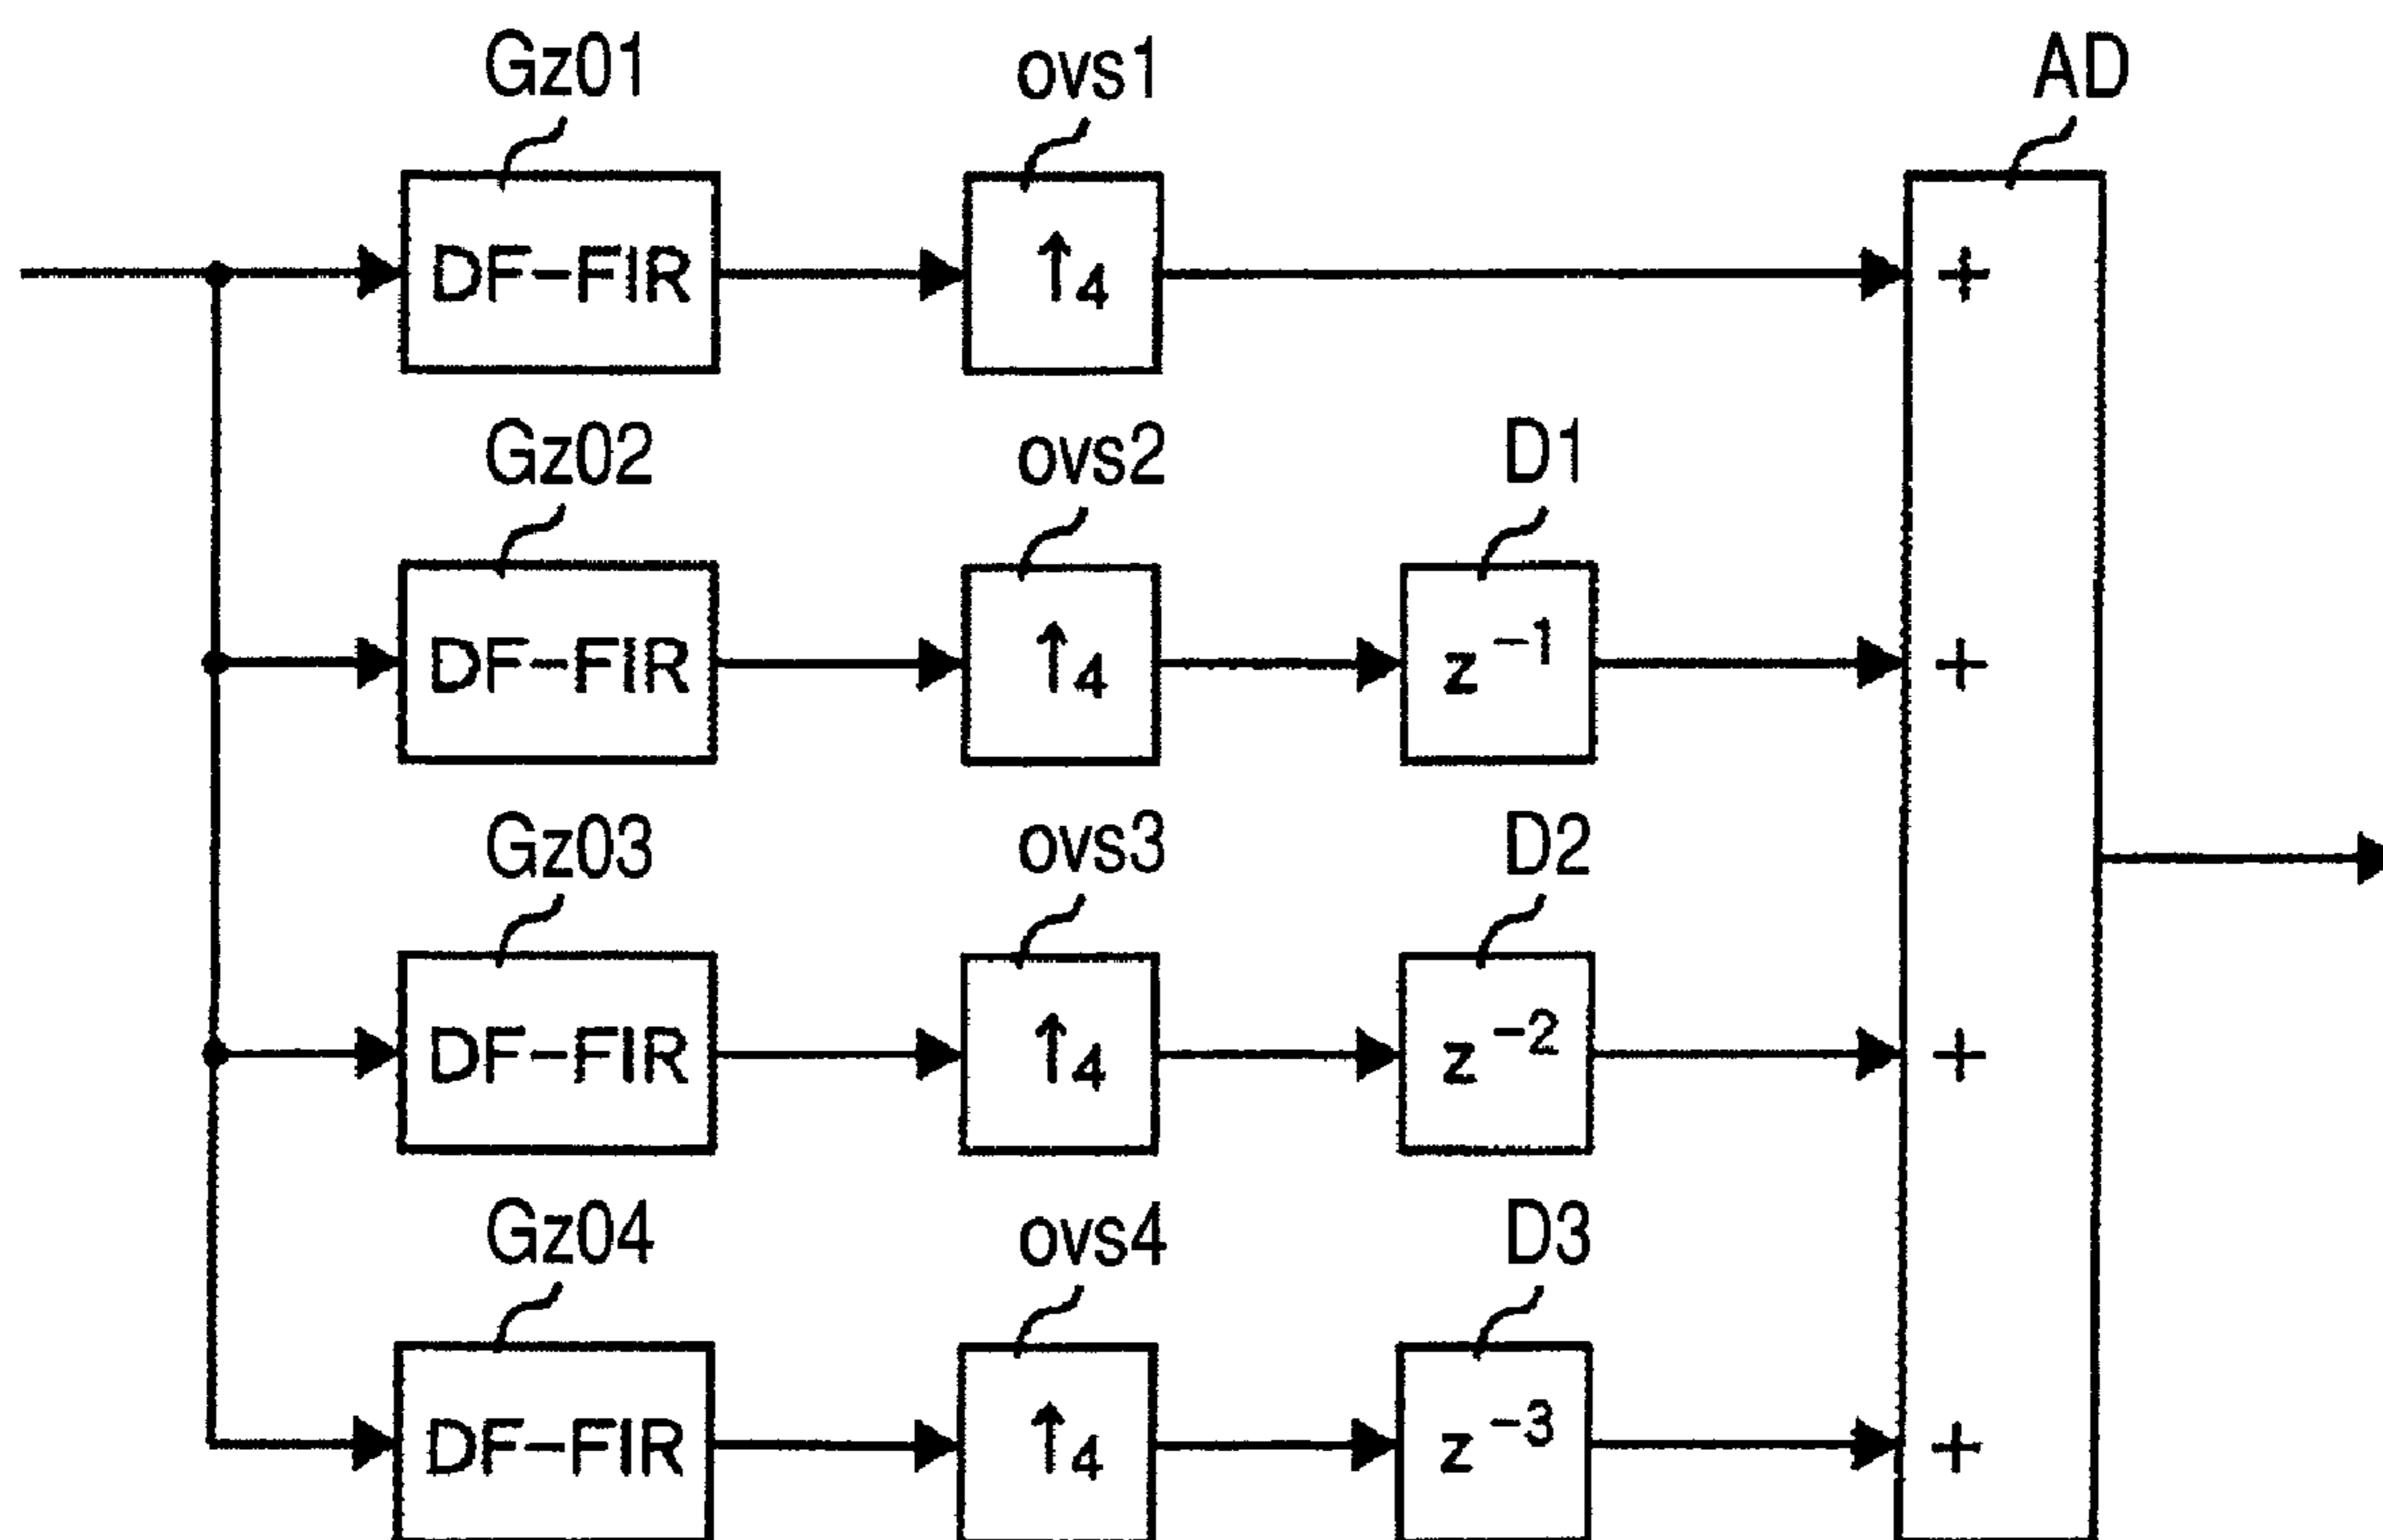 Gz01 ovs1 AD
DF-FIR ↑4 +
Gz02 ovs2 D1
DF-FIR ↑4 z⁻¹ +
Gz03 ovs3 D2
DF-FIR ↑4 z⁻² +
Gz04 ovs4 D3
DF-FIR ↑4 z⁻³ +